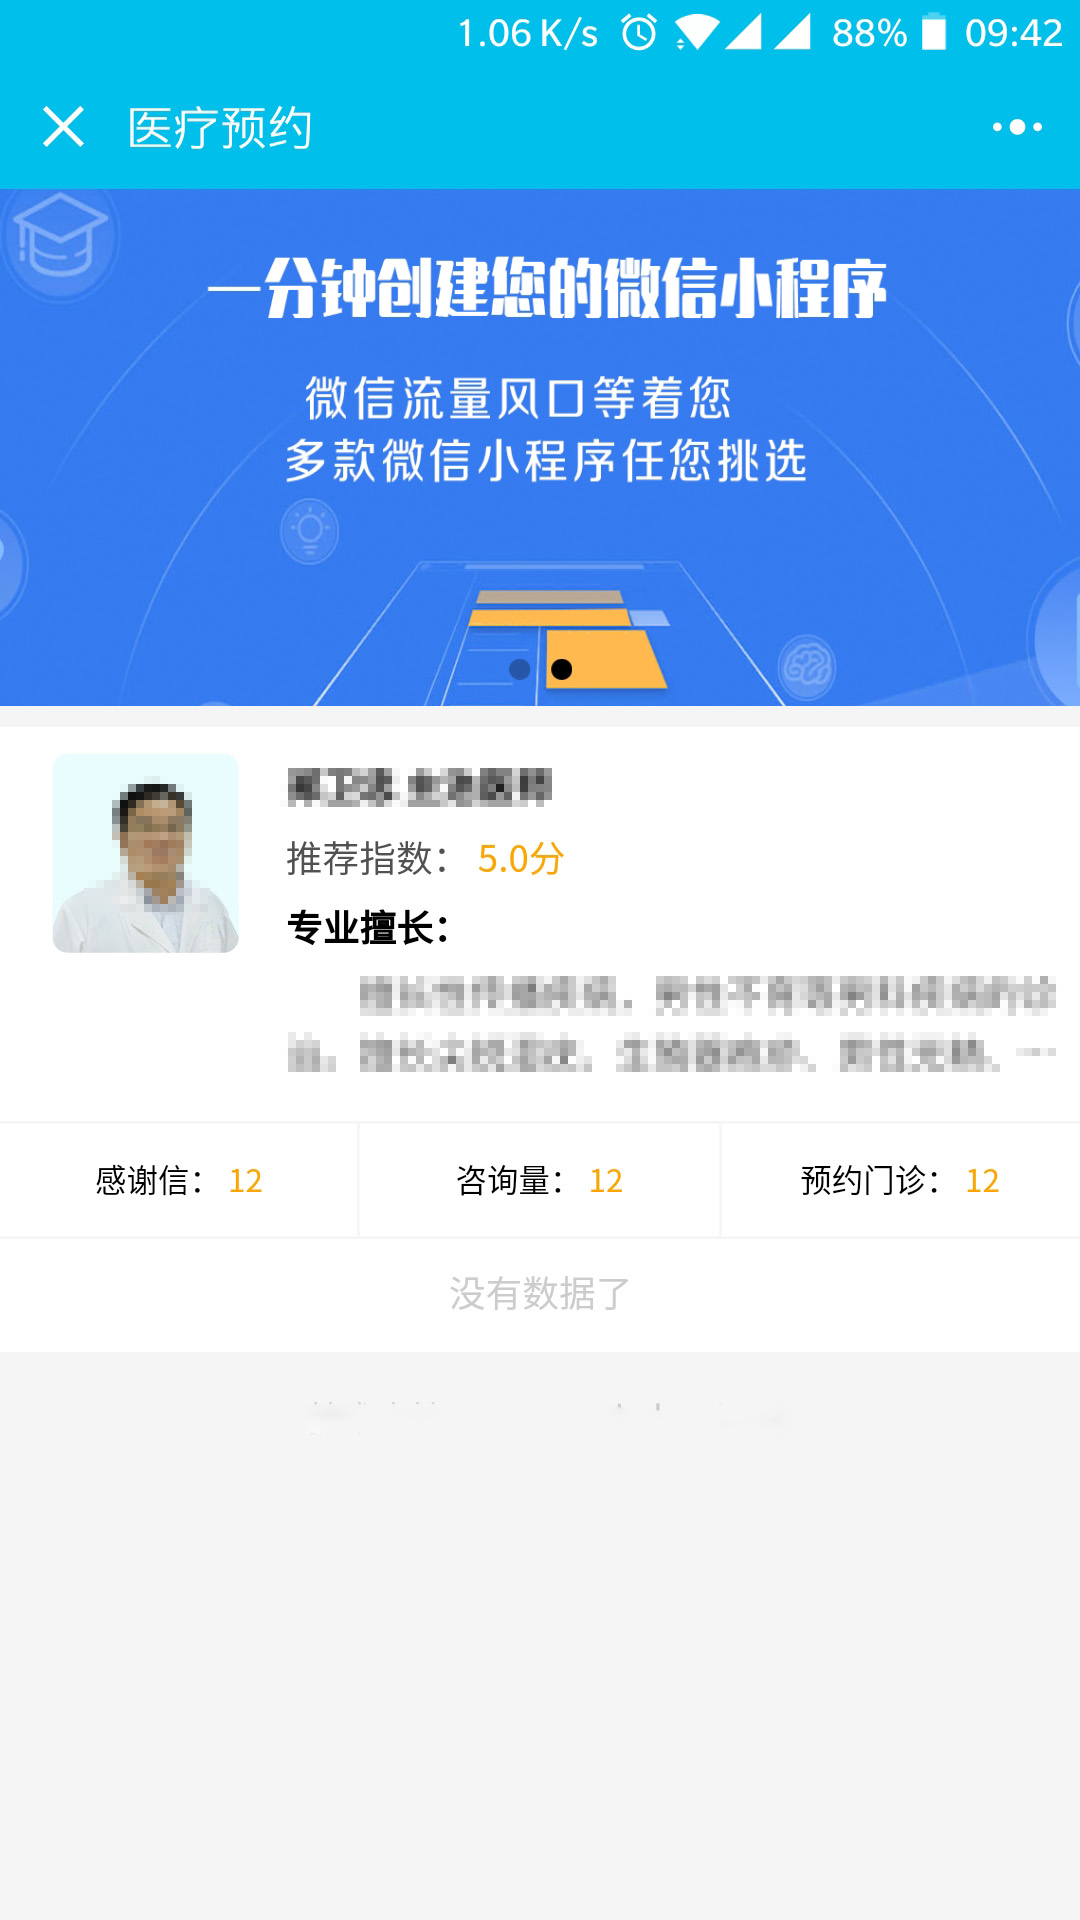 1.06 K/s 88% 09:42
医疗预约
一分钟创建您的微信小程序
微信流量风口等着您
多款微信小程序任您挑选
推荐指数： 5.0分
专业擅长：
感谢信： 12 咨询量： 12 预约门诊： 12
没有数据了